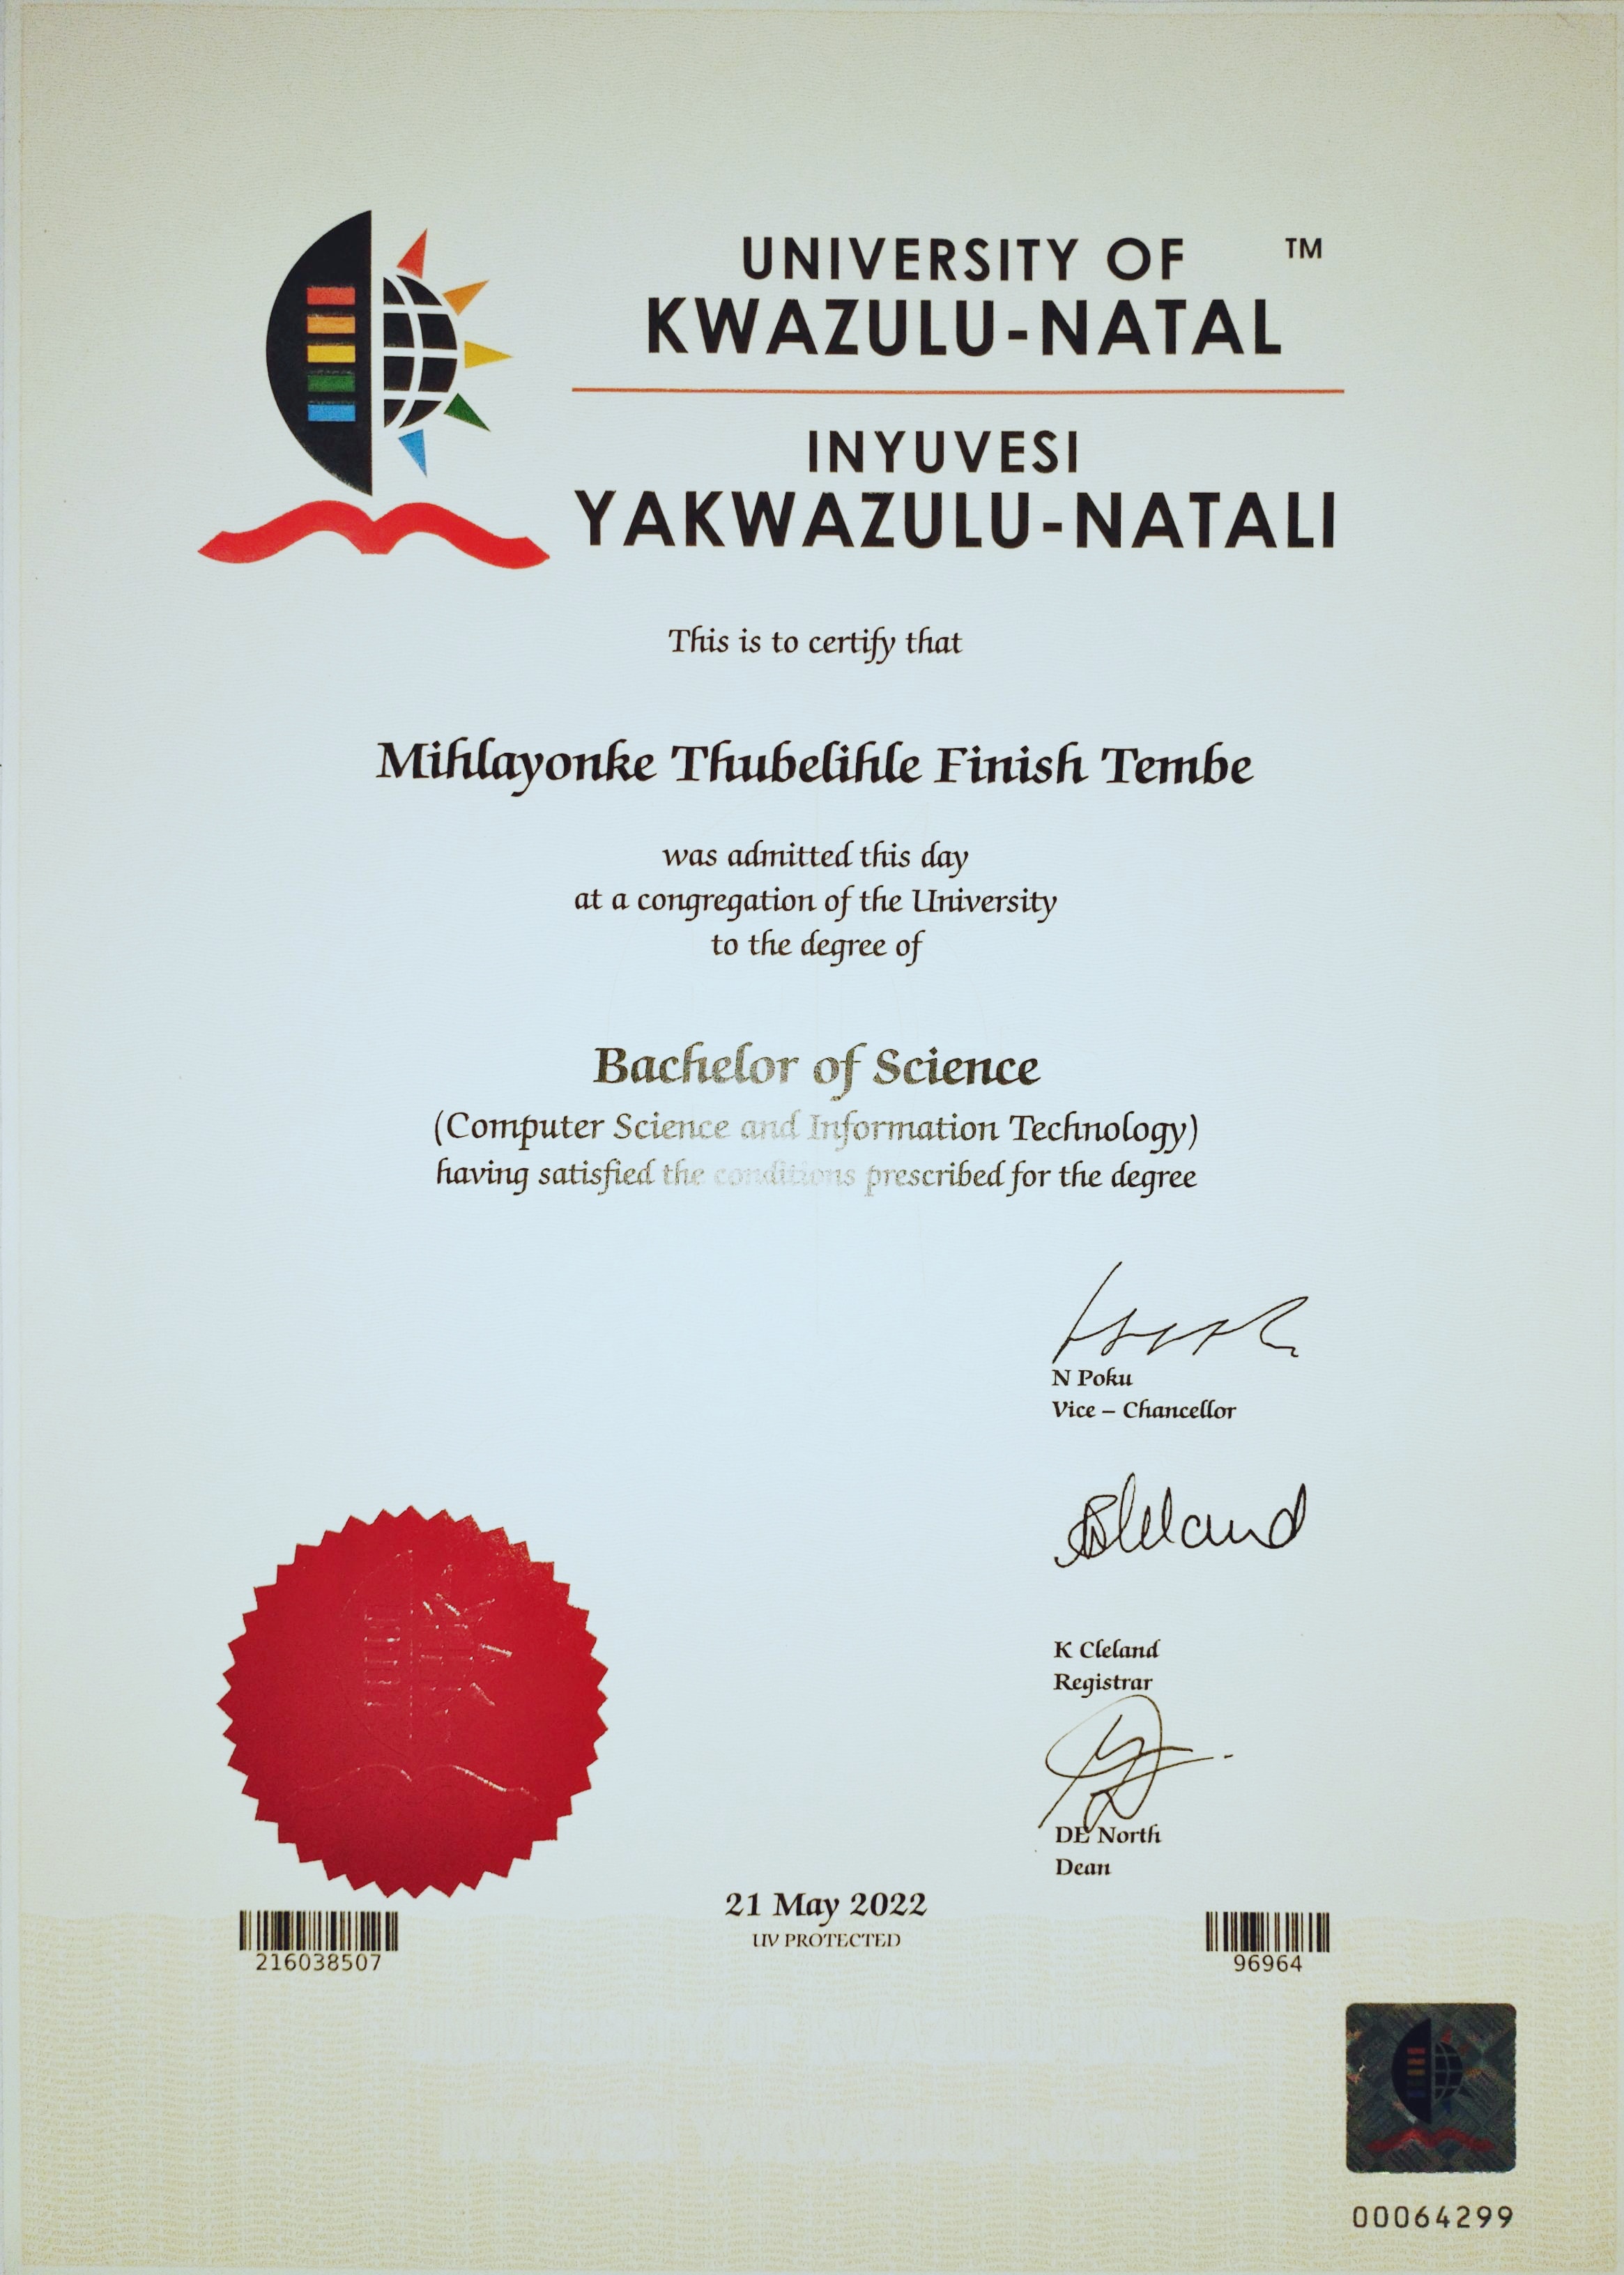 UNIVERSITY OF TM
KWAZULU-NATAL
INYUVESI
YAKWAZULU-NATALI
This is to certify that
Mihlayonke Thubelihle Finish Tembe
was admitted this day
at a congregation of the University
to the degree of
Bachelor of Science
(Computer Science and Information Technology)
having satisfied the conditions prescribed for the degree
N Poku
Vice – Chancellor
K Cleland
Registrar
DE North
Dean
21 May 2022
UV PROTECTED
216038507
96964
00064299